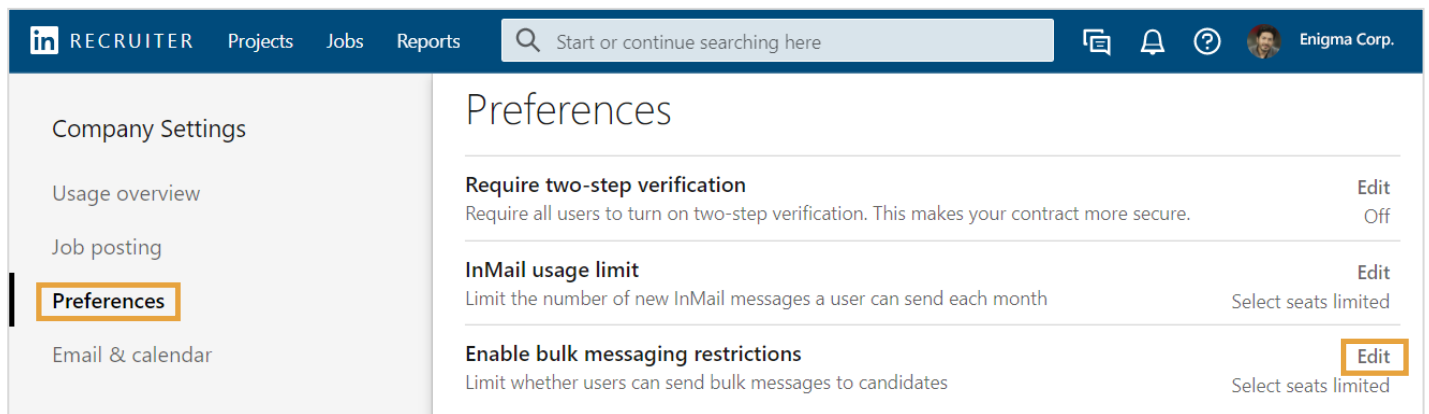 in RECRUITER Projects Jobs Reports Start or continue searching here Enigma Corp.
Company Settings
Usage overview
Job posting
Preferences
Email & calendar
Preferences
Require two-step verification Edit
Require all users to turn on two-step verification. This makes your contract more secure. Off
InMail usage limit Edit
Limit the number of new InMail messages a user can send each month Select seats limited
Enable bulk messaging restrictions Edit
Limit whether users can send bulk messages to candidates Select seats limited